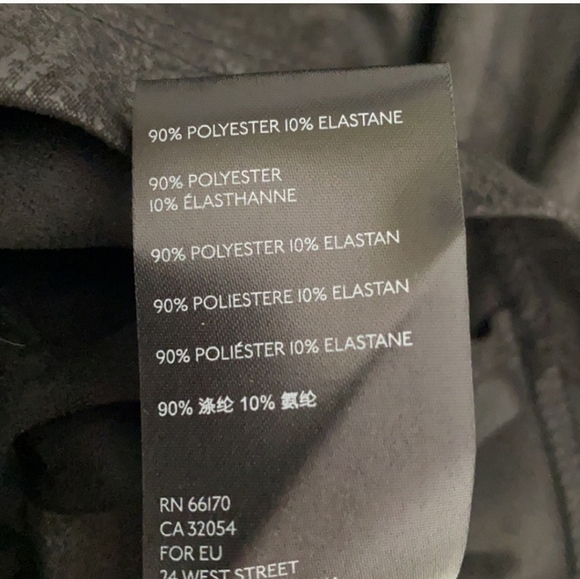 90% POLYESTER 10% ELASTANE
90% POLYESTER
10% ÉLASTHANNE
90% POLYESTER 10% ELASTAN
90% POLIESTERE 10% ELASTAN
90% POLIÉSTER 10% ELASTANE
90% 涤纶 10% 氨纶
RN 66170
CA 32054
FOR EU
24 WEST STREET